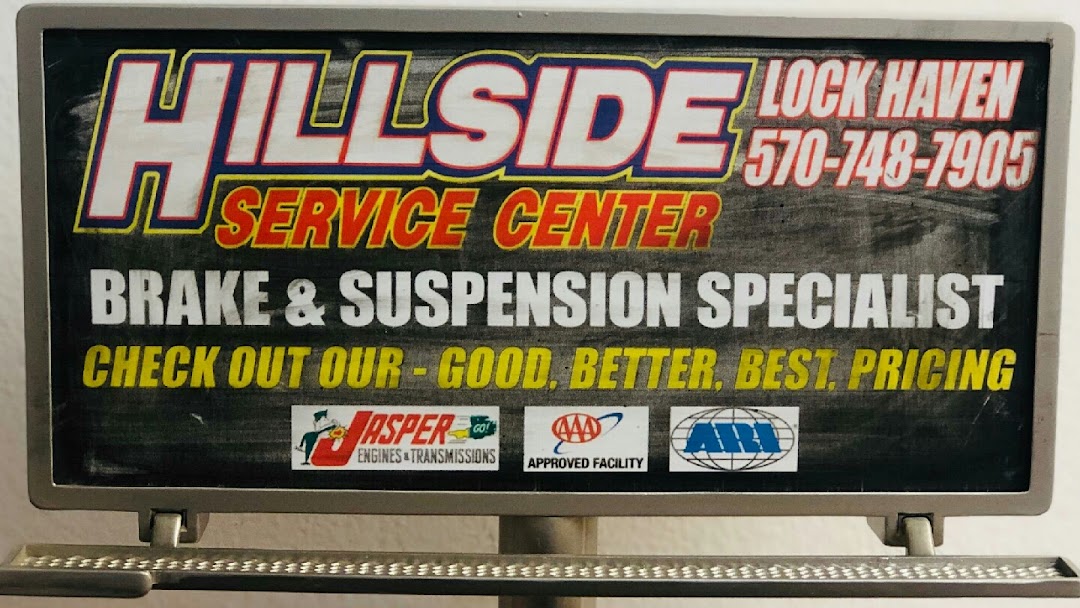 HILLSIDE
LOCK HAVEN
570-748-7905
SERVICE CENTER
BRAKE & SUSPENSION SPECIALIST
CHECK OUT OUR - GOOD, BETTER, BEST, PRICING
JASPER GO!
ENGINES & TRANSMISSIONS
AAA
APPROVED FACILITY
ARI